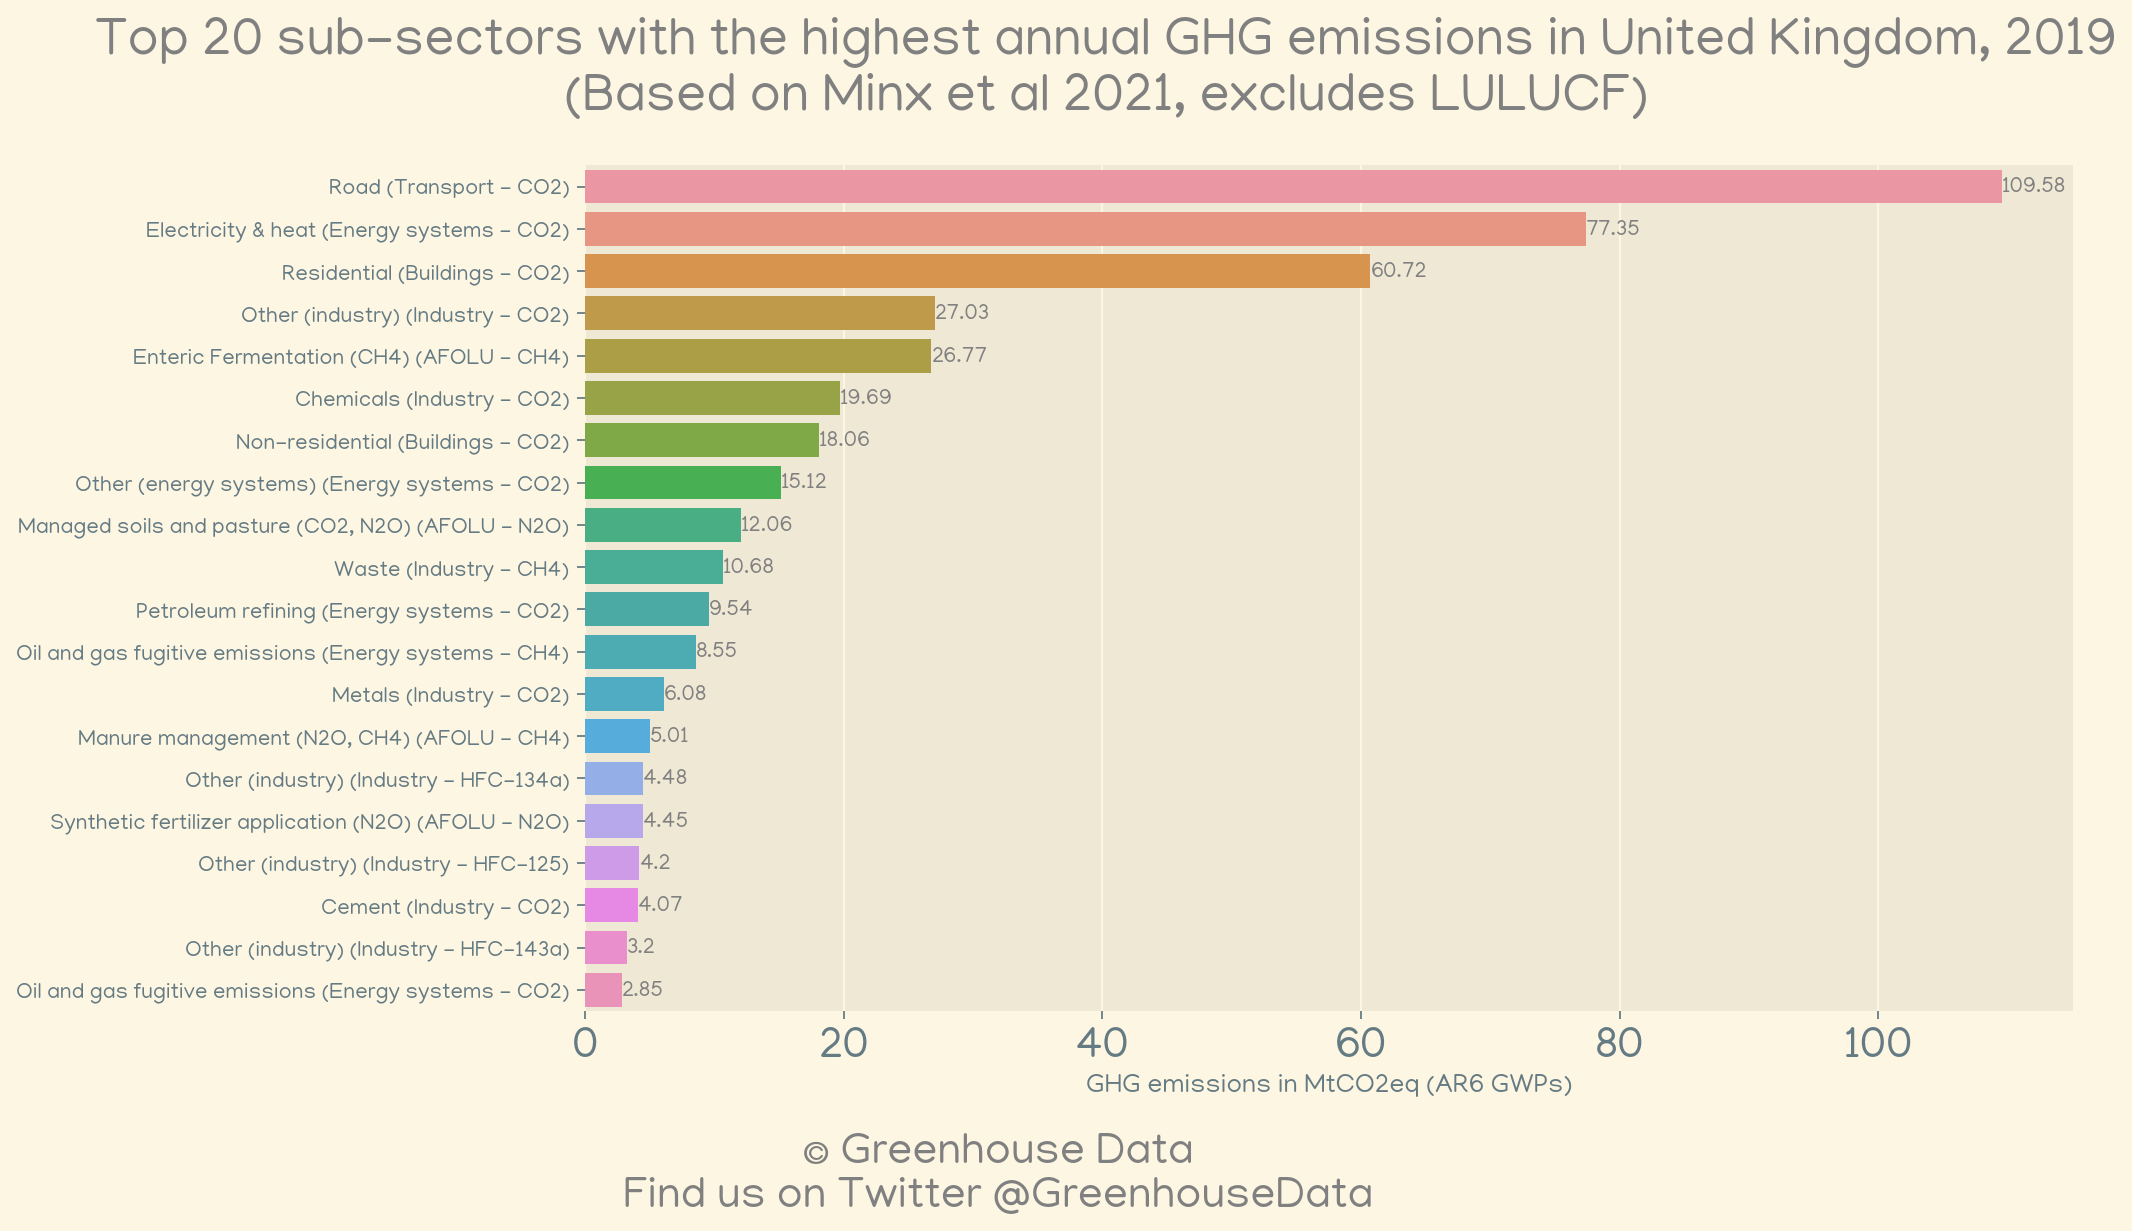 Top 20 sub-sectors with the highest annual GHG emissions in United Kingdom, 2019
(Based on Minx et al 2021, excludes LULUCF)
Road (Transport - CO2) 109.58
Electricity & heat (Energy systems - CO2) 77.35
Residential (Buildings - CO2) 60.72
Other (industry) (Industry - CO2) 27.03
Enteric Fermentation (CH4) (AFOLU - CH4) 26.77
Chemicals (Industry - CO2) 19.69
Non-residential (Buildings - CO2) 18.06
Other (energy systems) (Energy systems - CO2) 15.12
Managed soils and pasture (CO2, N2O) (AFOLU - N2O) 12.06
Waste (Industry - CH4) 10.68
Petroleum refining (Energy systems - CO2) 9.54
Oil and gas fugitive emissions (Energy systems - CH4) 8.55
Metals (Industry - CO2) 6.08
Manure management (N2O, CH4) (AFOLU - CH4) 5.01
Other (industry) (Industry - HFC-134a) 4.48
Synthetic fertilizer application (N2O) (AFOLU - N2O) 4.45
Other (industry) (Industry - HFC-125) 4.2
Cement (Industry - CO2) 4.07
Other (industry) (Industry - HFC-143a) 3.2
Oil and gas fugitive emissions (Energy systems - CO2) 2.85
0 20 40 60 80 100
GHG emissions in MtCO2eq (AR6 GWPs)
© Greenhouse Data
Find us on Twitter @GreenhouseData